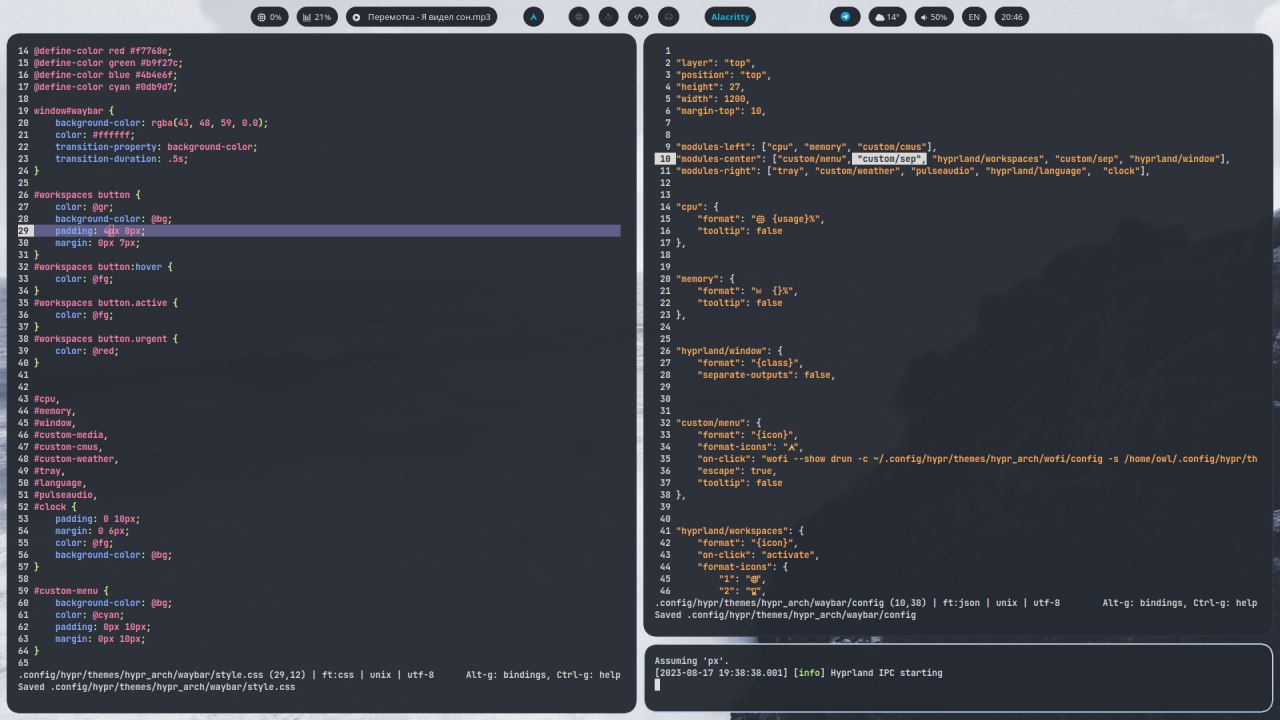 0%
21%
Перемотка - Я видел сон.mp3
Alacritty
14°
50%
EN
20:46
14 @define-color red #f7768e;
15 @define-color green #b9f27c;
16 @define-color blue #4b4e6f;
17 @define-color cyan #0db9d7;
18
19 window#waybar {
20     background-color: rgba(43, 48, 59, 0.0);
21     color: #ffffff;
22     transition-property: background-color;
23     transition-duration: .5s;
24 }
25
26 #workspaces button {
27     color: @gr;
28     background-color: @bg;
29     padding: 4px 0px;
30     margin: 0px 7px;
31 }
32 #workspaces button:hover {
33     color: @fg;
34 }
35 #workspaces button.active {
36     color: @fg;
37 }
38 #workspaces button.urgent {
39     color: @red;
40 }
41
42
43 #cpu,
44 #memory,
45 #window,
46 #custom-media,
47 #custom-cmus,
48 #custom-weather,
49 #tray,
50 #language,
51 #pulseaudio,
52 #clock {
53     padding: 0 10px;
54     margin: 0 6px;
55     color: @fg;
56     background-color: @bg;
57 }
58
59 #custom-menu {
60     background-color: @bg;
61     color: @cyan;
62     padding: 0px 10px;
63     margin: 0px 10px;
64 }
65
.config/hypr/themes/hypr_arch/waybar/style.css (29,12) | ft:css | unix | utf-8      Alt-g: bindings, Ctrl-g: help
Saved .config/hypr/themes/hypr_arch/waybar/style.css
1
2 "layer": "top",
3 "position": "top",
4 "height": 27,
5 "width": 1200,
6 "margin-top": 10,
7
8
9 "modules-left": ["cpu", "memory", "custom/cmus"],
10 "modules-center": ["custom/menu", "custom/sep", "hyprland/workspaces", "custom/sep", "hyprland/window"],
11 "modules-right": ["tray", "custom/weather", "pulseaudio", "hyprland/language",  "clock"],
12
13
14 "cpu": {
15     "format": " {usage}%",
16     "tooltip": false
17 },
18
19
20 "memory": {
21     "format": "  {}%",
22     "tooltip": false
23 },
24
25
26 "hyprland/window": {
27     "format": "{class}",
28     "separate-outputs": false,
29
30
31
32 "custom/menu": {
33     "format": "{icon}",
34     "format-icons": "",
35     "on-click": "wofi --show drun -c ~/.config/hypr/themes/hypr_arch/wofi/config -s /home/owl/.config/hypr/th
36     "escape": true,
37     "tooltip": false
38 },
39
40
41 "hyprland/workspaces": {
42     "format": "{icon}",
43     "on-click": "activate",
44     "format-icons": {
45         "1": "",
46         "2": "",
.config/hypr/themes/hypr_arch/waybar/config (10,38) | ft:json | unix | utf-8      Alt-g: bindings, Ctrl-g: help
Saved .config/hypr/themes/hypr_arch/waybar/config
Assuming 'px'.
[2023-08-17 19:38:38.001] [info] Hyprland IPC starting